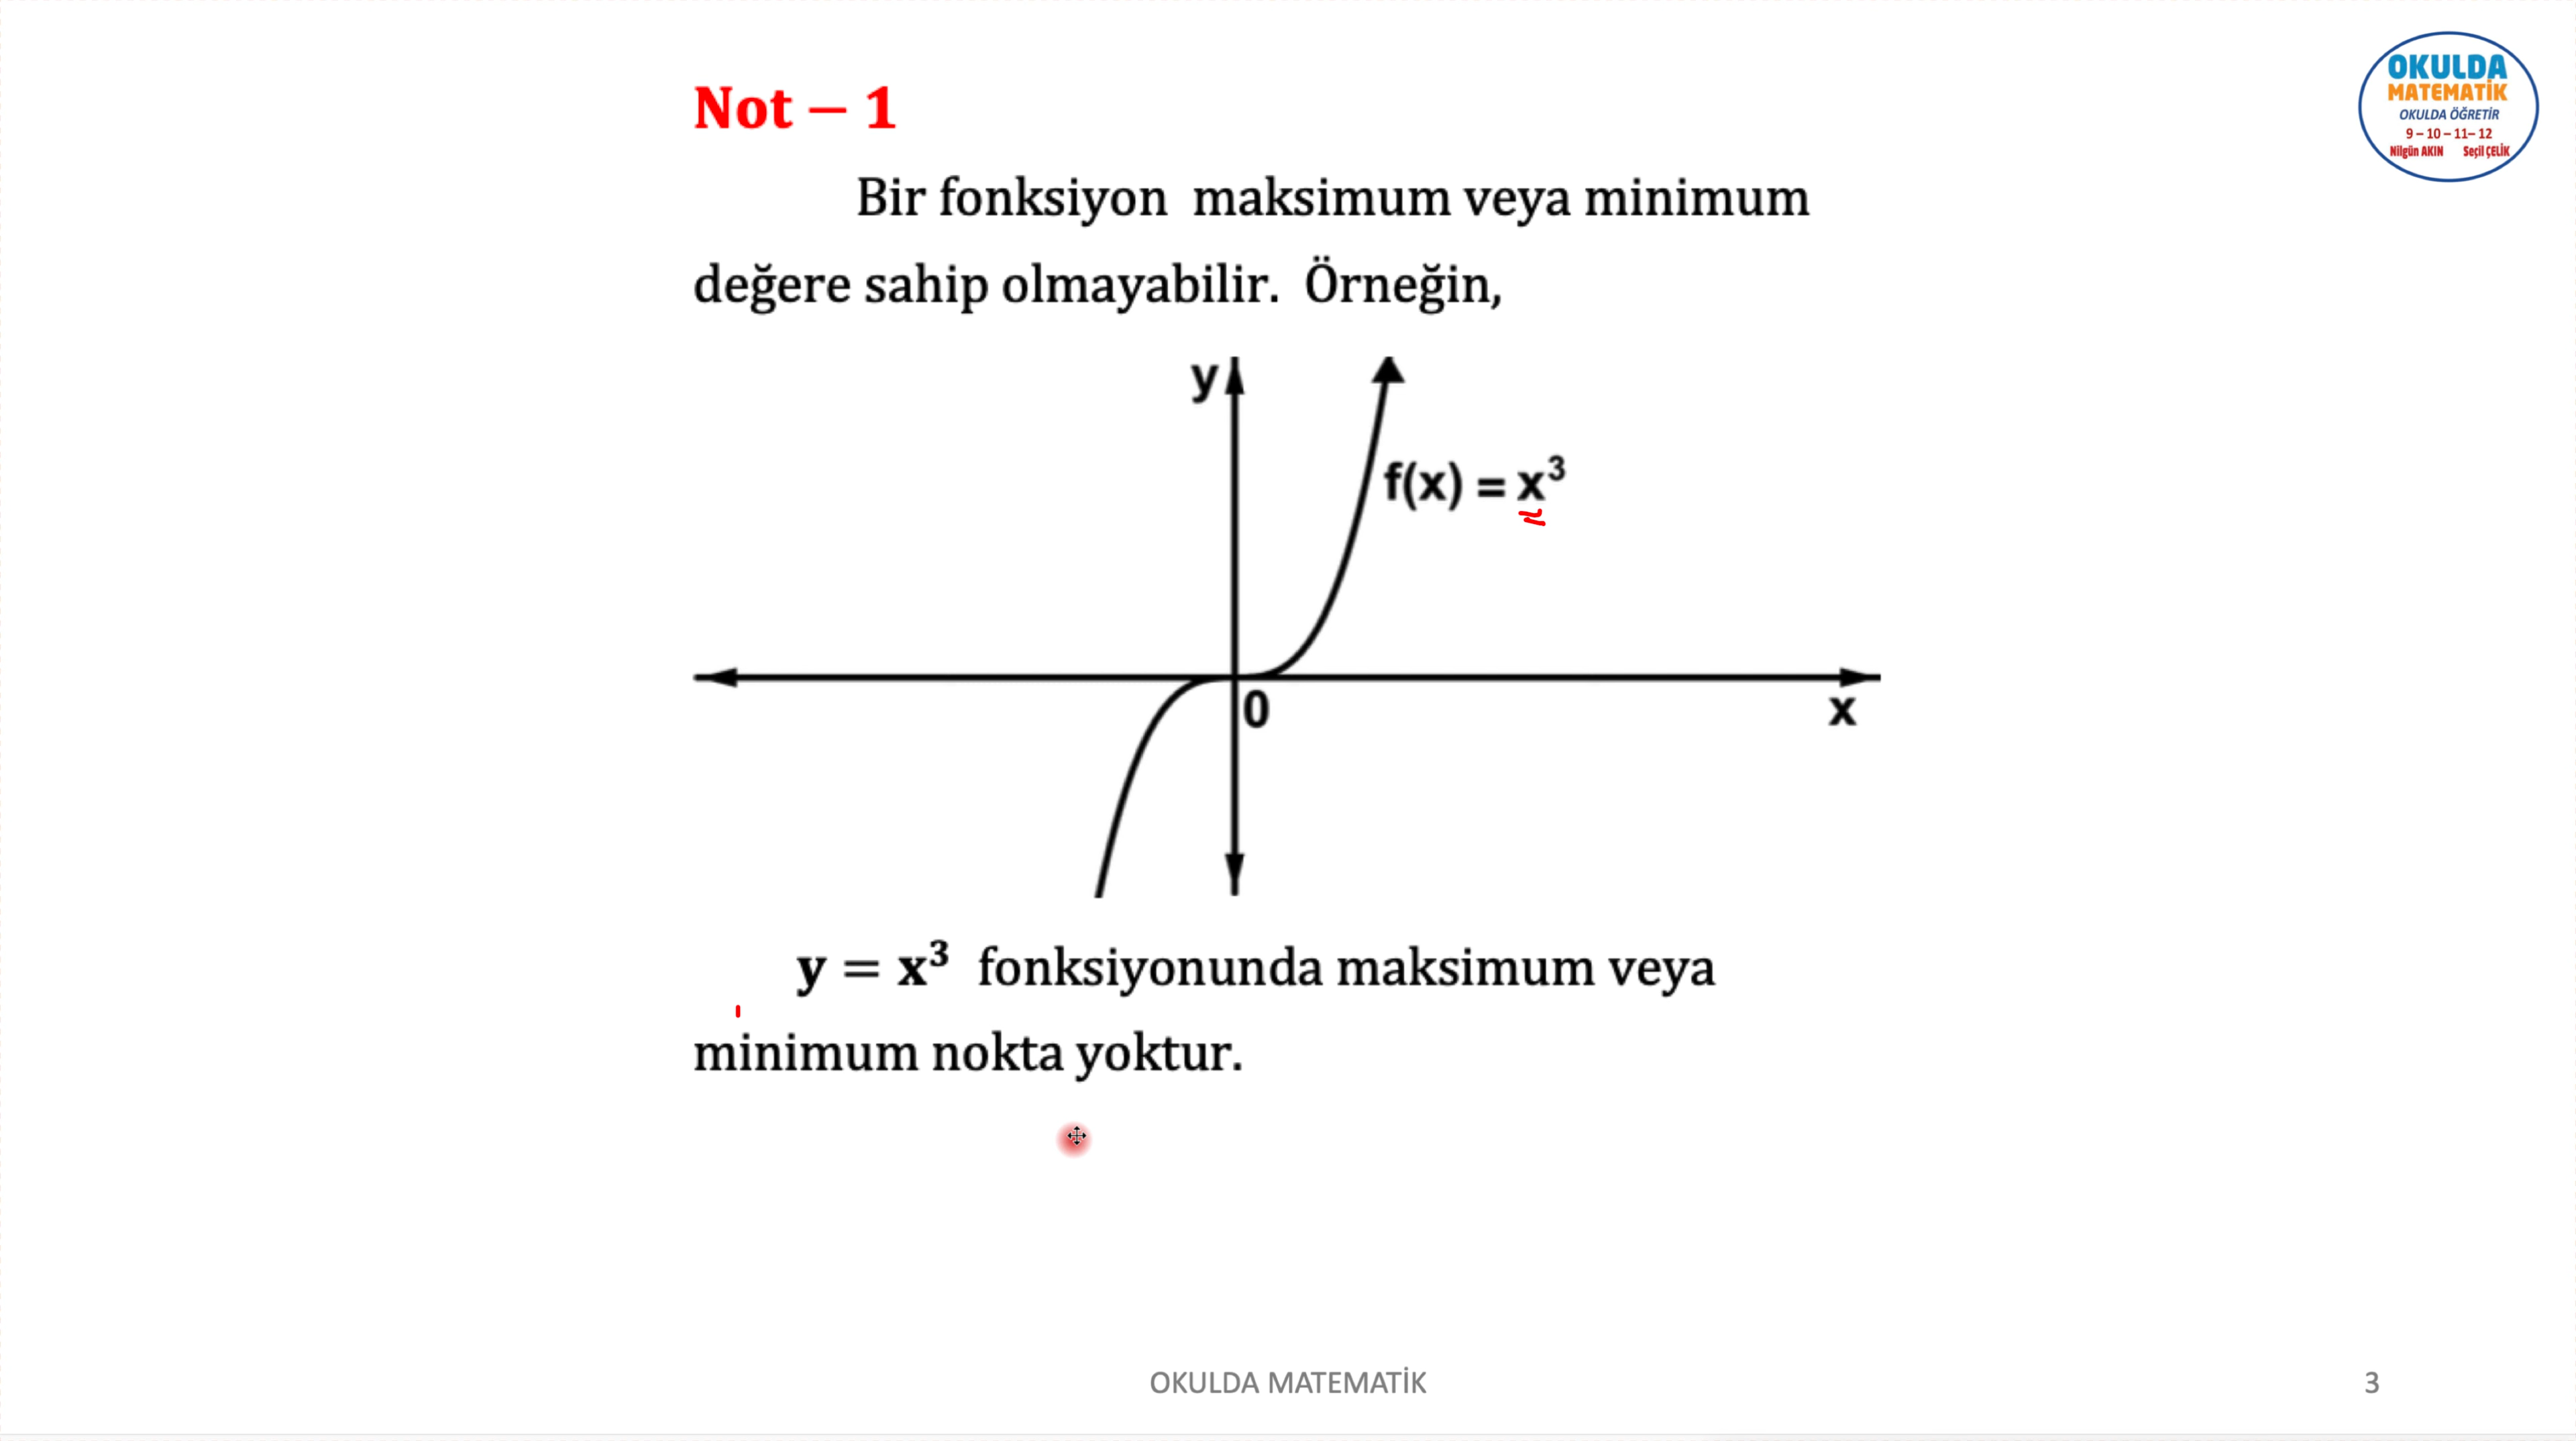 OKULDA
MATEMATİK
OKULDA ÖĞRETİR
9 – 10 – 11– 12
Nilgün AKIN Seçil ÇELİK
Not – 1
Bir fonksiyon maksimum veya minimum
değere sahip olmayabilir. Örneğin,
y
f(x) = x³
0
x
y = x³ fonksiyonunda maksimum veya
minimum nokta yoktur.
OKULDA MATEMATİK
3